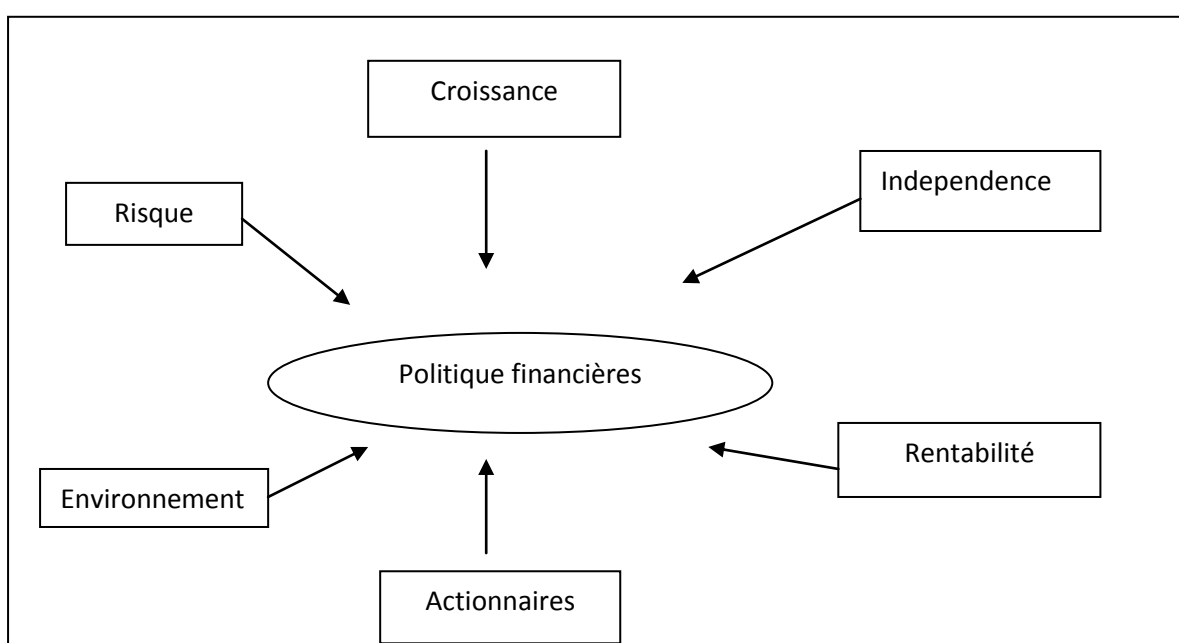 Croissance
Independence
Risque
Politique financières
Rentabilité
Environnement
Actionnaires